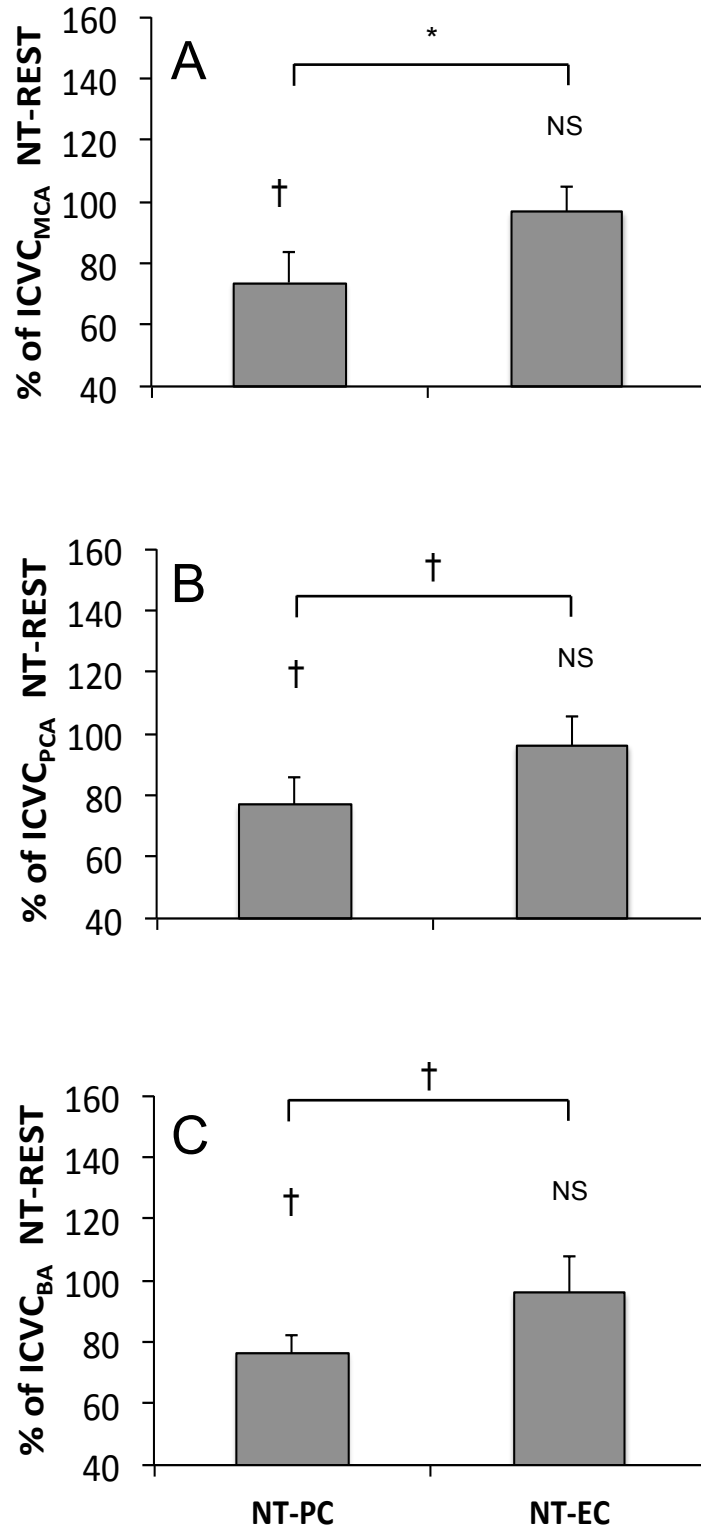 % of ICVCMCA NT-REST
160
140
120
100
80
60
40
A
*
†
NS
% of ICVCPCA NT-REST
160
140
120
100
80
60
40
B
†
†
NS
% of ICVCBA NT-REST
160
140
120
100
80
60
40
C
†
†
NS
NT-PC NT-EC